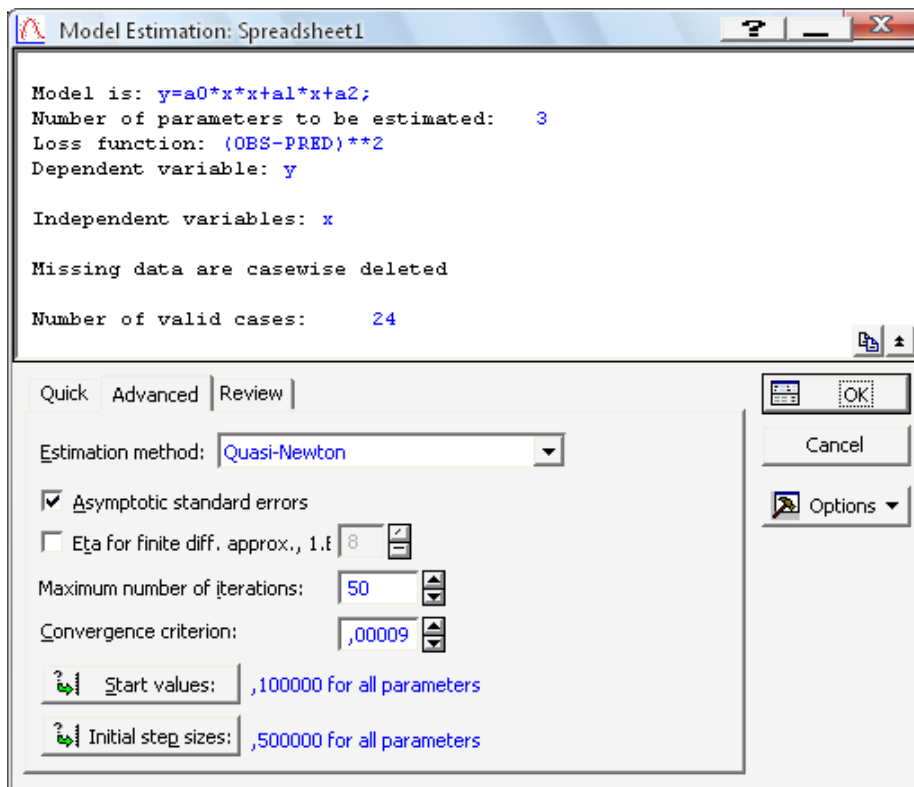 Model Estimation: Spreadsheet1
Model is: y=a0*x*x+a1*x+a2;
Number of parameters to be estimated: 3
Loss function: (OBS-PRED)**2
Dependent variable: y
Independent variables: x
Missing data are casewise deleted
Number of valid cases: 24
Quick Advanced Review
OK
Estimation method: Quasi-Newton
Cancel
Asymptotic standard errors
Options
Eta for finite diff. approx., 1.E 8
Maximum number of iterations: 50
Convergence criterion: ,00009
Start values: ,100000 for all parameters
Initial step sizes: ,500000 for all parameters